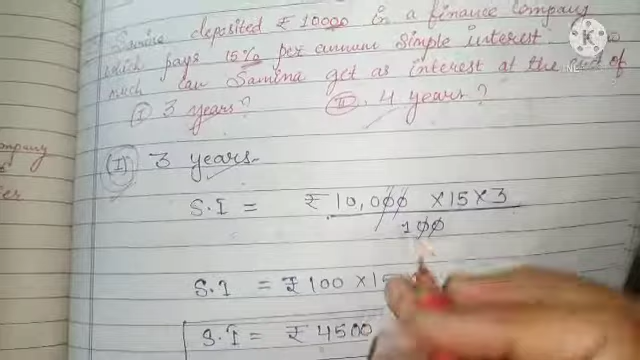 Samina deposited ₹ 10000 in a finance company
which pays 15% per annum simple interest
much can Samina get as interest at the end of
(I) 3 years? (II) 4 years?
(I) 3 years
S.I = ₹ 10,000 × 15 × 3
100
S.I = ₹ 100 × 15
S.I = ₹ 4500
K